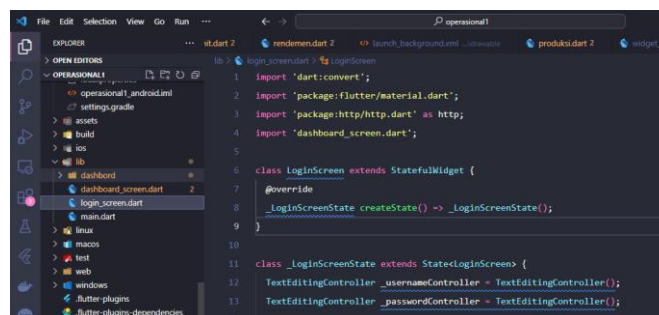 File Edit Selection View Go Run ... operasional1
EXPLORER ... sit.dart 2 rendemen.dart 2 launch_background.xml ...\drawable produksi.dart 2 widget_
OPEN EDITORS
lib > login_screen.dart > LoginScreen
OPERASIONAL1
operasional1_android.iml
settings.gradle
assets
build
ios
lib
dashbord
dashboard_screen.dart 2
login_screen.dart
main.dart
linux
macos
test
web
windows
.flutter-plugins
.flutter-plugins-dependencies
1 import 'dart:convert';
2 import 'package:flutter/material.dart';
3 import 'package:http/http.dart' as http;
4 import 'dashboard_screen.dart';
5
6 class LoginScreen extends StatefulWidget {
7 @override
8 _LoginScreenState createState() => _LoginScreenState();
9 }
10
11 class _LoginScreenState extends State<LoginScreen> {
12 TextEditingController _usernameController = TextEditingController();
13 TextEditingController _passwordController = TextEditingController();